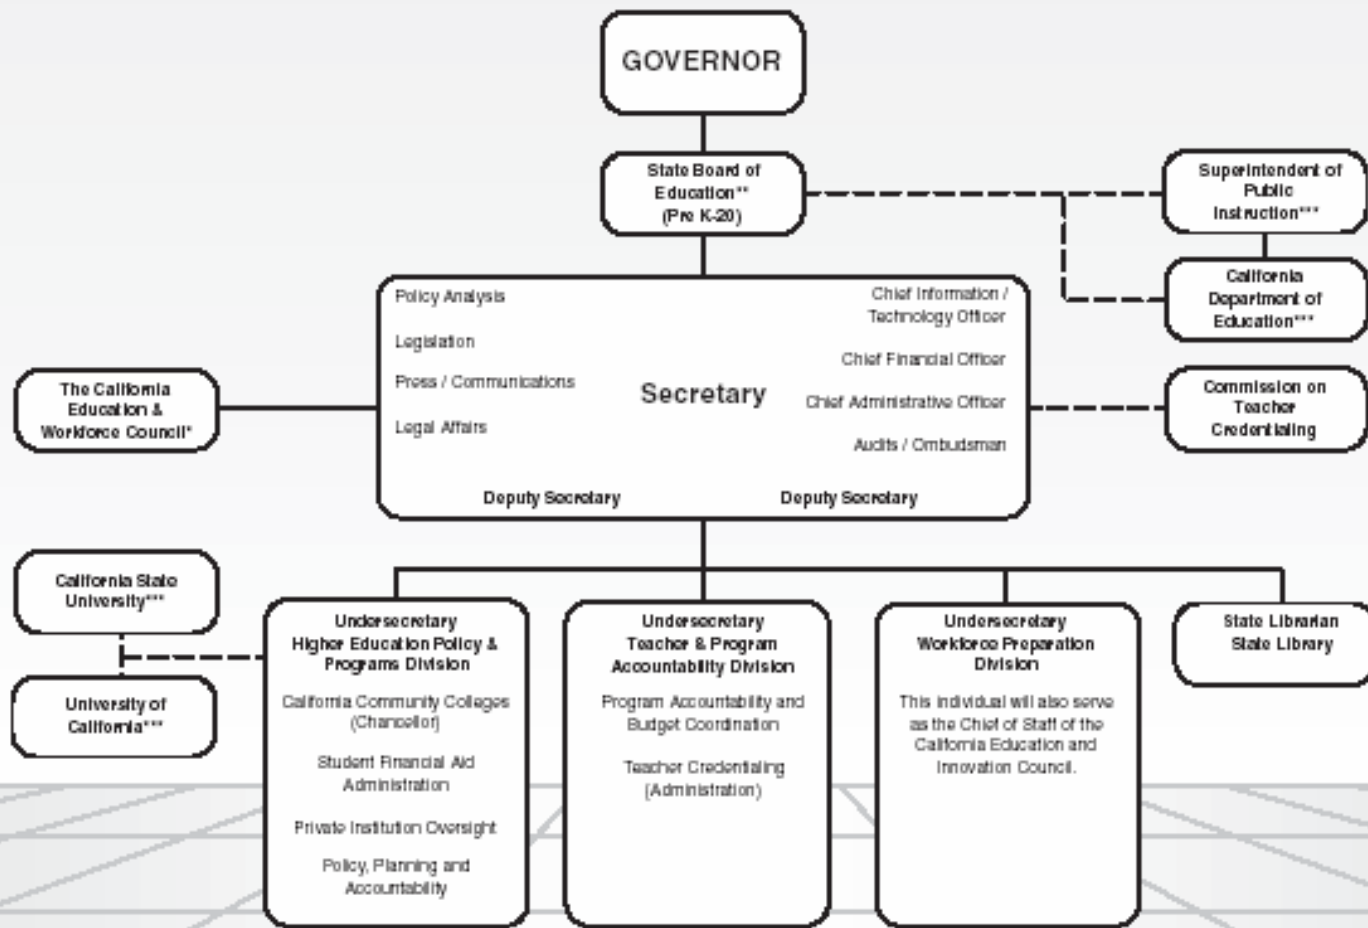 GOVERNOR
State Board of
Education**
(Pre K-20)
Superintendent of
Public
Instruction***
California
Department of
Education***
Policy Analysis
Legislation
Press / Communications
Legal Affairs
Secretary
Chief Information /
Technology Officer
Chief Financial Officer
Chief Administrative Officer
Audits / Ombudsman
Deputy Secretary
Deputy Secretary
The California
Education &
Workforce Council*
Commission on
Teacher
Credentialing
California State
University***
University of
California***
Undersecretary
Higher Education Policy &
Programs Division
California Community Colleges
(Chancellor)
Student Financial Aid
Administration
Private Institution Oversight
Policy, Planning and
Accountability
Undersecretary
Teacher & Program
Accountability Division
Program Accountability and
Budget Coordination
Teacher Credentialing
(Administration)
Undersecretary
Workforce Preparation
Division
This individual will also serve
as the Chief of Staff of the
California Education and
Innovation Council.
State Librarian
State Library